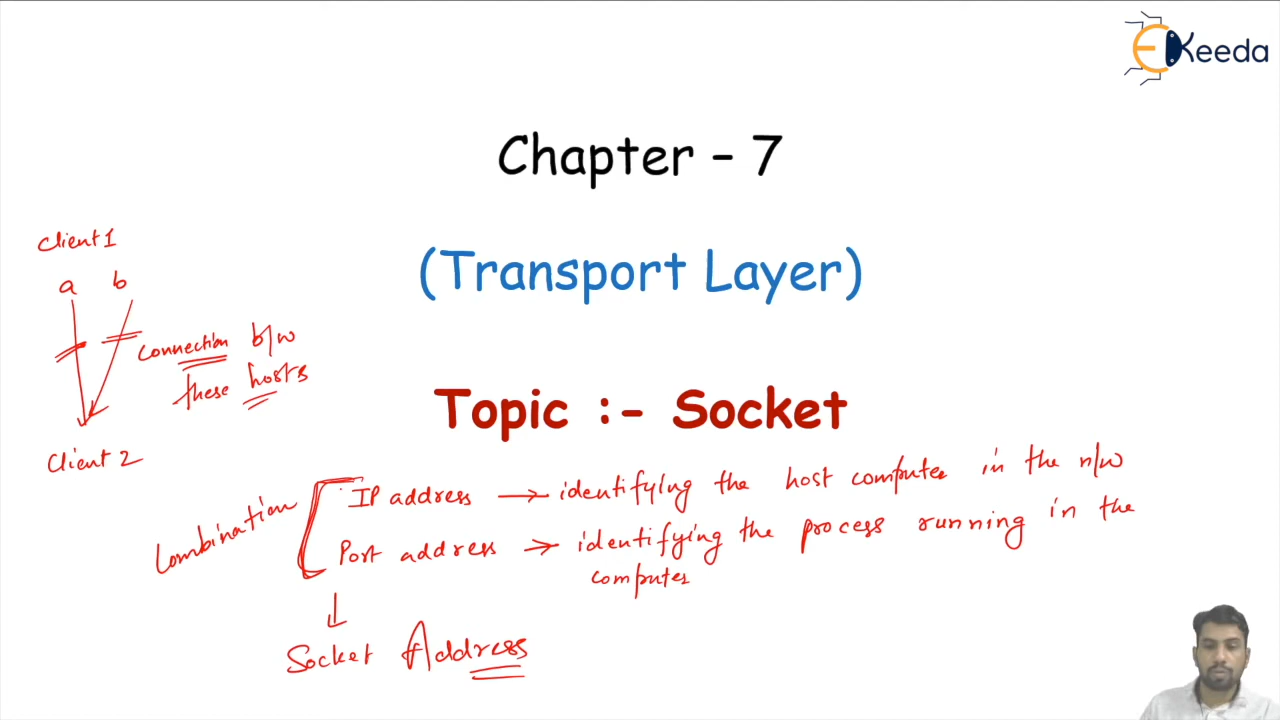 EKeeda
Chapter - 7
(Transport Layer)
Topic :- Socket
Client 1
a b
Connection b/w
these hosts
Client 2
Combination
IP address → identifying the host computer in the n/w
Port address → identifying the process running in the
computer
Socket Address